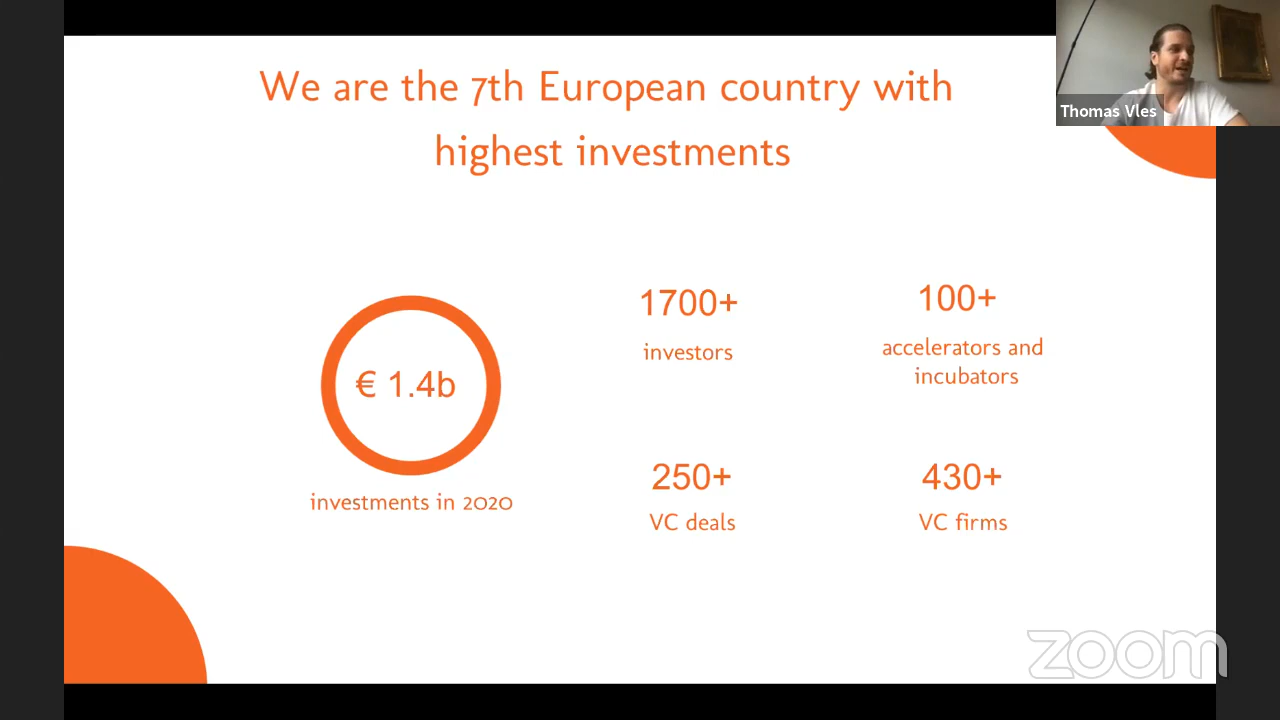 We are the 7th European country with
highest investments
Thomas Vles
€ 1.4b
investments in 2020
1700+
investors
100+
accelerators and
incubators
250+
VC deals
430+
VC firms
zoom